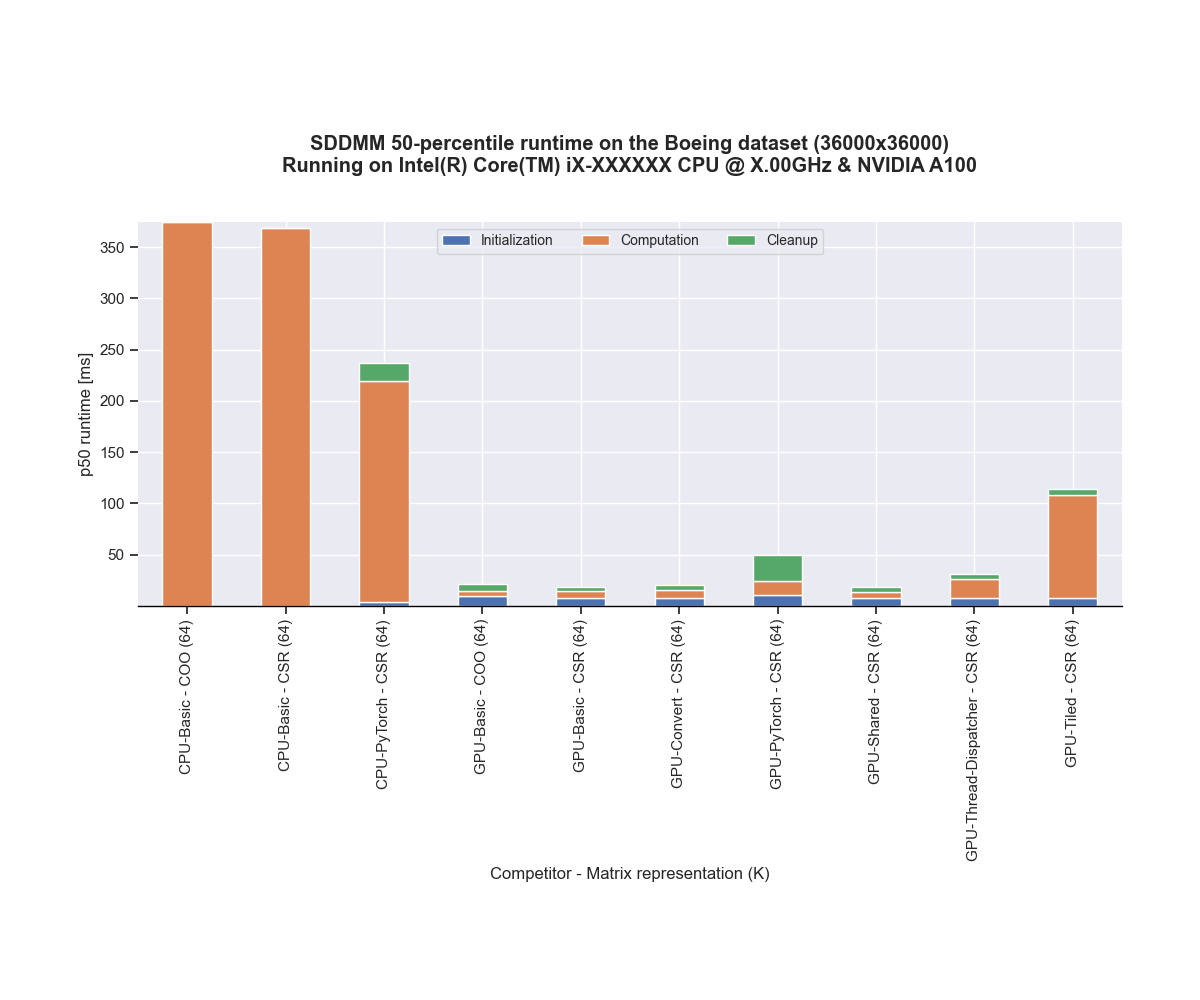 SDDMM 50-percentile runtime on the Boeing dataset (36000x36000)
Running on Intel(R) Core(TM) iX-XXXXXX CPU @ X.00GHz & NVIDIA A100
Initialization
Computation
Cleanup
p50 runtime [ms]
350
300
250
200
150
100
50
CPU-Basic - COO (64)
CPU-Basic - CSR (64)
CPU-PyTorch - CSR (64)
GPU-Basic - COO (64)
GPU-Basic - CSR (64)
GPU-Convert - CSR (64)
GPU-PyTorch - CSR (64)
GPU-Shared - CSR (64)
GPU-Thread-Dispatcher - CSR (64)
GPU-Tiled - CSR (64)
Competitor - Matrix representation (K)